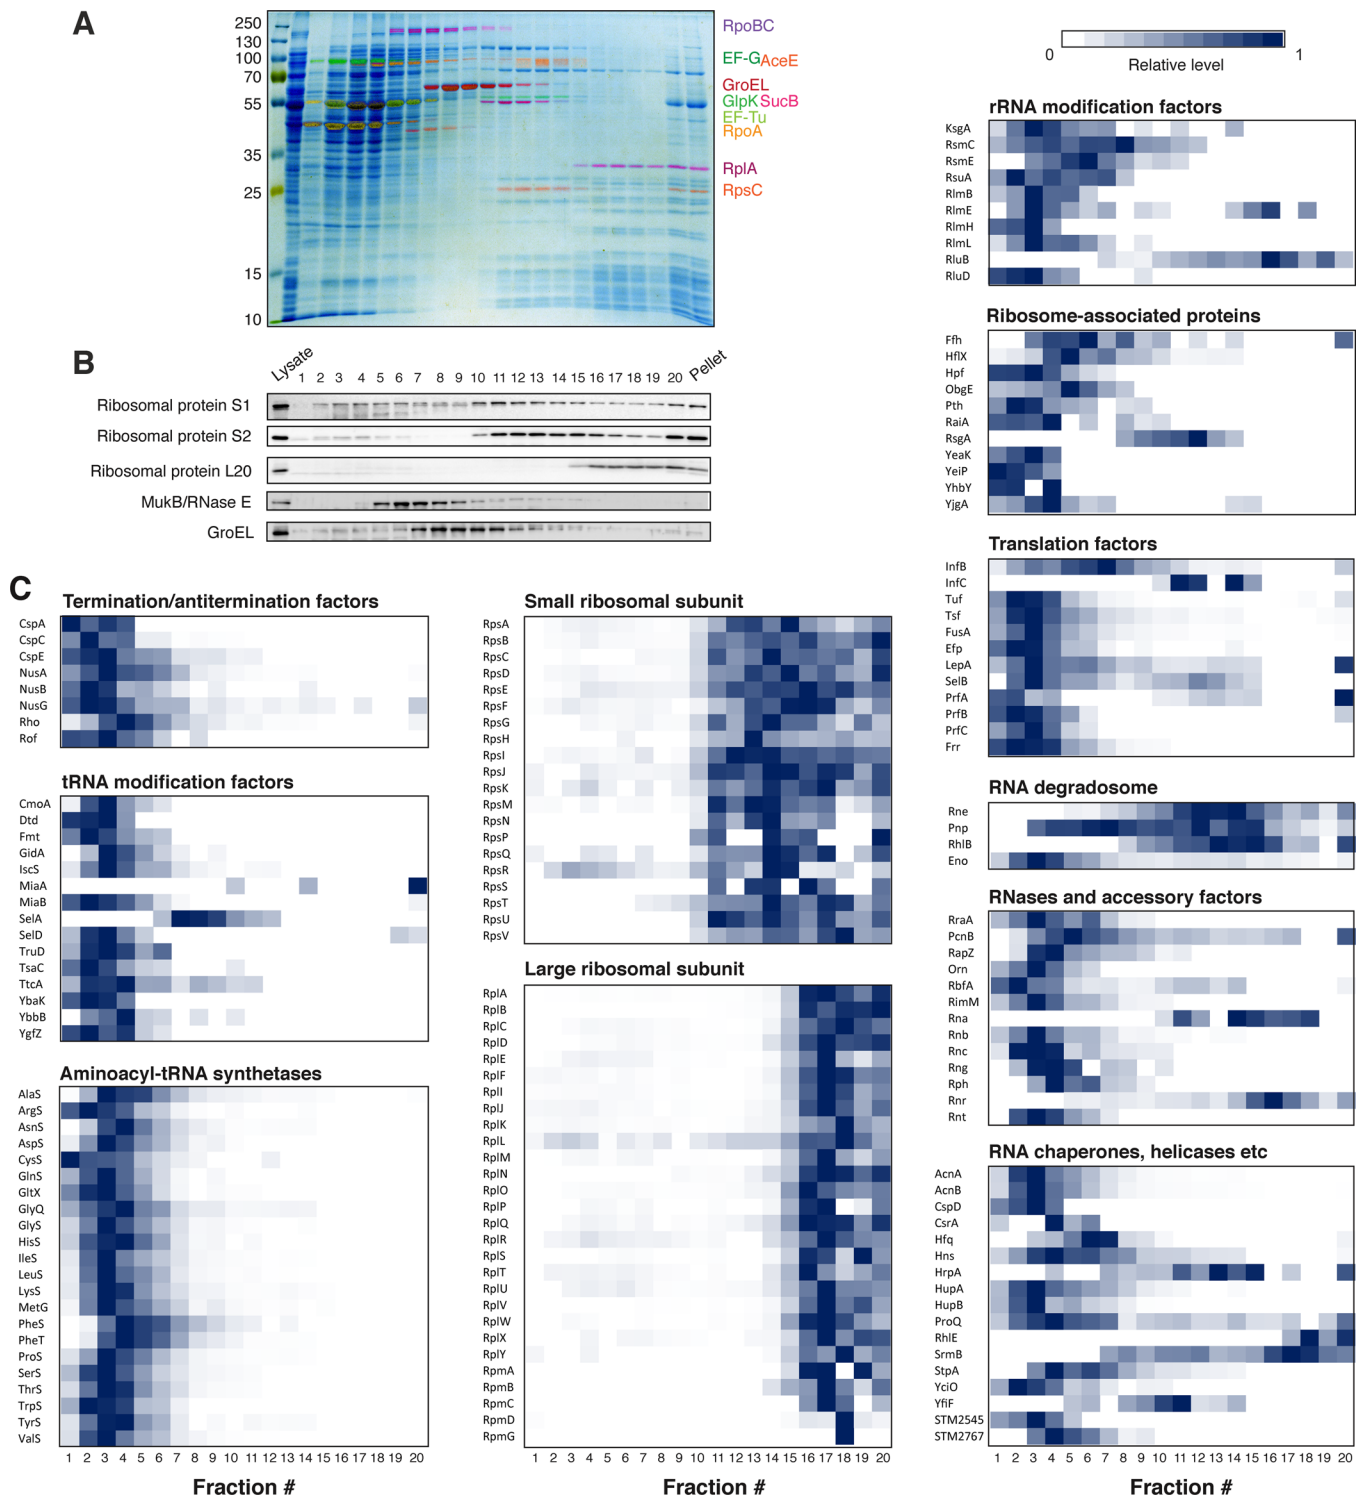 A
250
130
100
70
55
35
25
15
10
RpoBC
EF-G AceE
GroEL
GlpK SucB
EF-Tu
RpoA
RplA
RpsC
B
Lysate 1 2 3 4 5 6 7 8 9 10 11 12 13 14 15 16 17 18 19 20 Pellet
Ribosomal protein S1
Ribosomal protein S2
Ribosomal protein L20
MukB/RNase E
GroEL
C
Termination/antitermination factors
CspA
CspC
CspE
NusA
NusB
NusG
Rho
Rof
tRNA modification factors
CmoA
Dtd
Fmt
GidA
IscS
MiaA
MiaB
SelA
SelD
TruD
TsaC
TtcA
YbaK
YbbB
YgfZ
Aminoacyl-tRNA synthetases
AlaS
ArgS
AsnS
AspS
CysS
GlnS
GltX
GlyQ
GlyS
HisS
IleS
LeuS
LysS
MetG
PheS
PheT
ProS
SerS
ThrS
TrpS
TyrS
ValS
1 2 3 4 5 6 7 8 9 10 11 12 13 14 15 16 17 18 19 20
Fraction #
Small ribosomal subunit
RpsA
RpsB
RpsC
RpsD
RpsE
RpsF
RpsG
RpsH
RpsI
RpsJ
RpsK
RpsM
RpsN
RpsP
RpsQ
RpsR
RpsS
RpsT
RpsU
RpsV
Large ribosomal subunit
RplA
RplB
RplC
RplD
RplE
RplF
RplI
RplJ
RplK
RplL
RplM
RplN
RplO
RplP
RplQ
RplR
RplS
RplT
RplU
RplV
RplW
RplX
RplY
RpmA
RpmB
RpmC
RpmD
RpmG
1 2 3 4 5 6 7 8 9 10 11 12 13 14 15 16 17 18 19 20
Fraction #
0 1
Relative level
rRNA modification factors
KsgA
RsmC
RsmE
RsuA
RlmB
RlmE
RlmH
RlmL
RluB
RluD
Ribosome-associated proteins
Ffh
HflX
Hpf
ObgE
Pth
RaiA
RsgA
YeaK
YeiP
YhbY
YjgA
Translation factors
InfB
InfC
Tuf
Tsf
FusA
Efp
LepA
SelB
PrfA
PrfB
PrfC
Frr
RNA degradosome
Rne
Pnp
RhlB
Eno
RNases and accessory factors
RraA
PcnB
RapZ
Orn
RbfA
RimM
Rna
Rnb
Rnc
Rng
Rph
Rnr
Rnt
RNA chaperones, helicases etc
AcnA
AcnB
CspD
CsrA
Hfq
Hns
HrpA
HupA
HupB
ProQ
RhlE
SrmB
StpA
YciO
YfiF
STM2545
STM2767
1 2 3 4 5 6 7 8 9 10 11 12 13 14 15 16 17 18 19 20
Fraction #